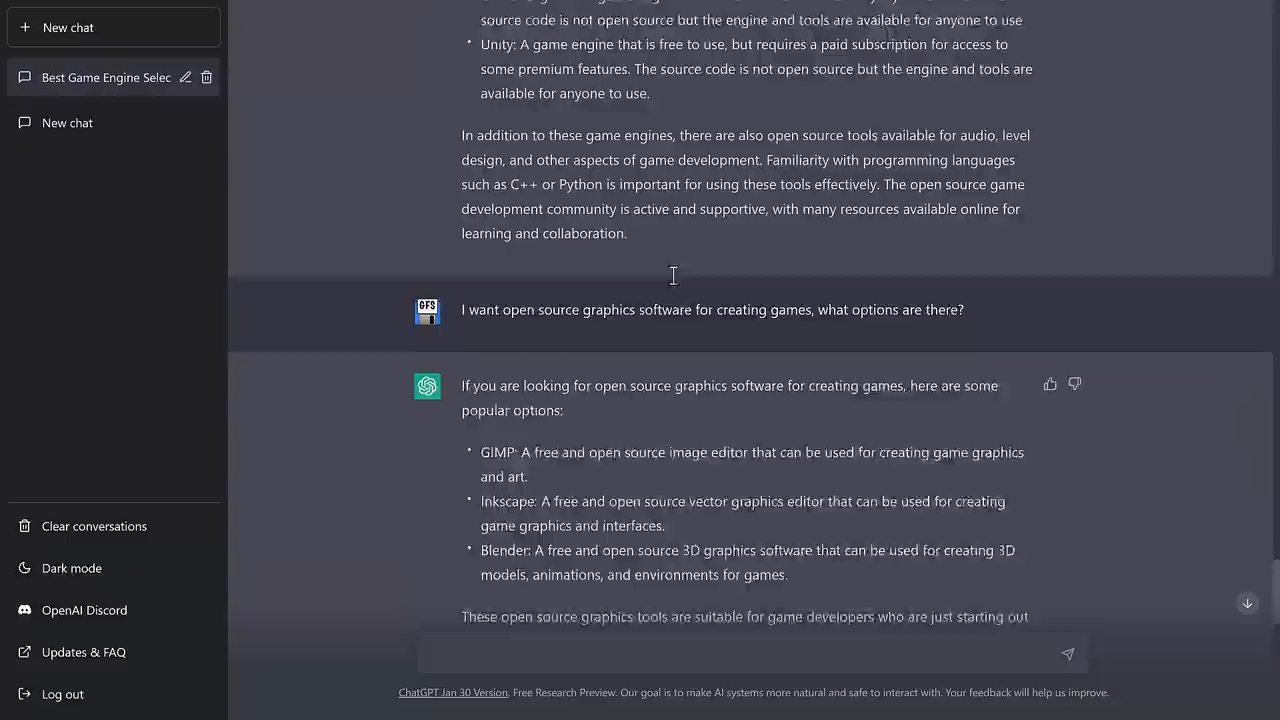 New chat
Best Game Engine Selec
New chat
Clear conversations
Dark mode
OpenAI Discord
Updates & FAQ
Log out
source code is not open source but the engine and tools are available for anyone to use
• Unity: A game engine that is free to use, but requires a paid subscription for access to
some premium features. The source code is not open source but the engine and tools are
available for anyone to use.
In addition to these game engines, there are also open source tools available for audio, level
design, and other aspects of game development. Familiarity with programming languages
such as C++ or Python is important for using these tools effectively. The open source game
development community is active and supportive, with many resources available online for
learning and collaboration.
GFS
I want open source graphics software for creating games, what options are there?
If you are looking for open source graphics software for creating games, here are some
popular options:
• GIMP: A free and open source image editor that can be used for creating game graphics
and art.
• Inkscape: A free and open source vector graphics editor that can be used for creating
game graphics and interfaces.
• Blender: A free and open source 3D graphics software that can be used for creating 3D
models, animations, and environments for games.
These open source graphics tools are suitable for game developers who are just starting out
ChatGPT Jan 30 Version. Free Research Preview. Our goal is to make AI systems more natural and safe to interact with. Your feedback will help us improve.